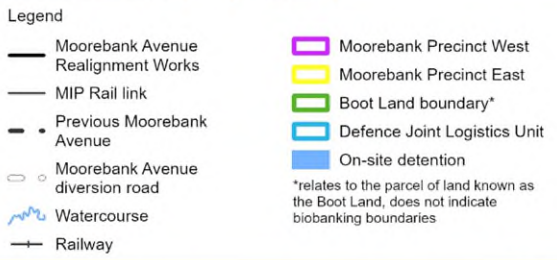 Legend
Moorebank Avenue
Realignment Works
MIP Rail link
Previous Moorebank
Avenue
Moorebank Avenue
diversion road
Watercourse
Railway
Moorebank Precinct West
Moorebank Precinct East
Boot Land boundary*
Defence Joint Logistics Unit
On-site detention
*relates to the parcel of land known as
the Boot Land, does not indicate
biobanking boundaries